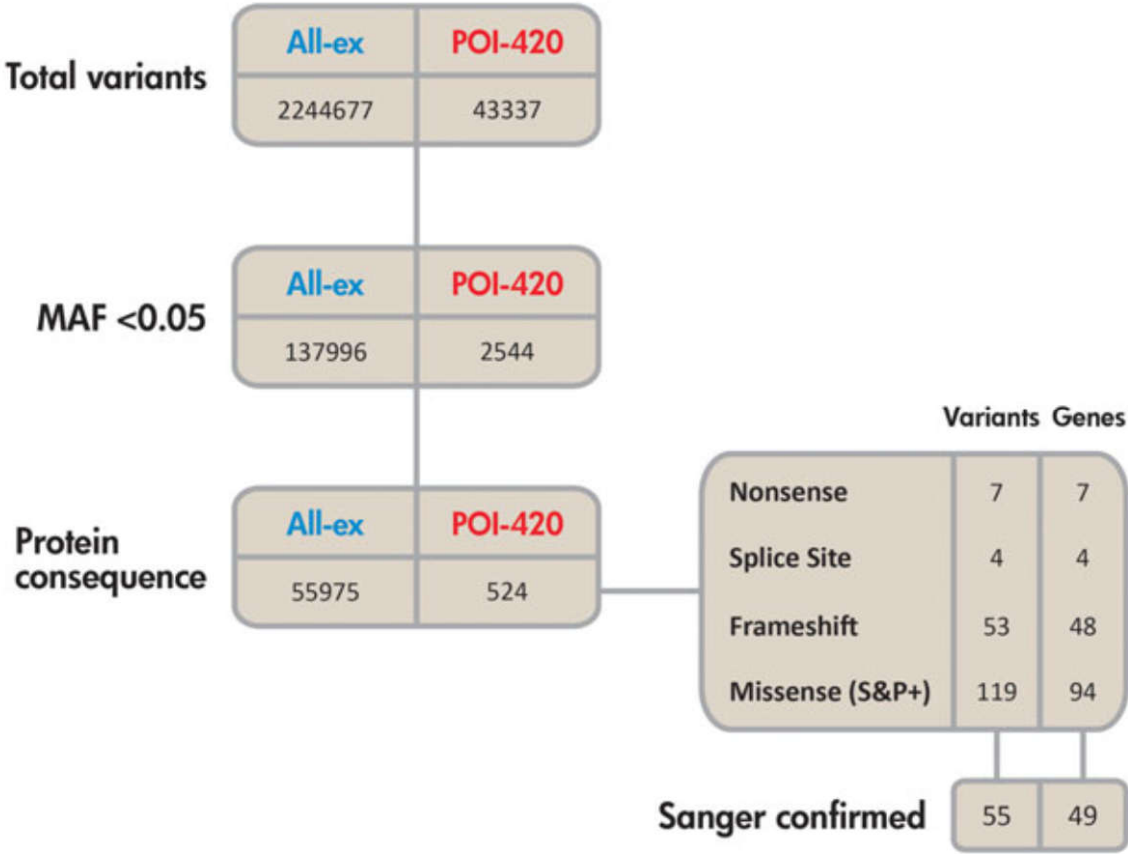 All-ex POI-420
Total variants
2244677 43337
All-ex POI-420
MAF <0.05
137996 2544
Variants Genes
Nonsense 7 7
All-ex POI-420
Protein
consequence
Splice Site 4 4
55975 524
Frameshift 53 48
Missense (S&P+) 119 94
Sanger confirmed 55 49